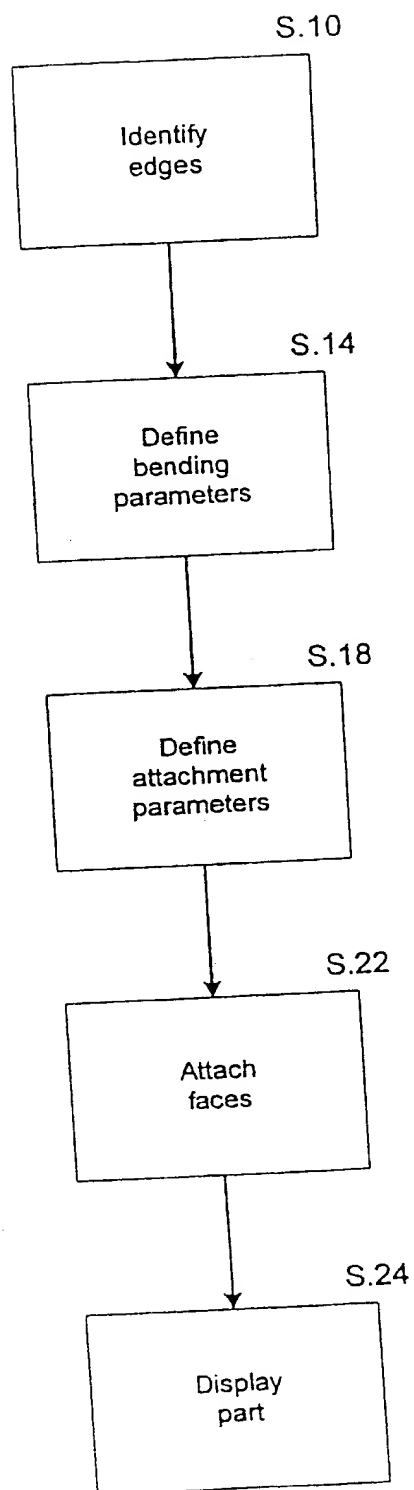 S.10
Identify
edges
S.14
Define
bending
parameters
S.18
Define
attachment
parameters
S.22
Attach
faces
S.24
Display
part